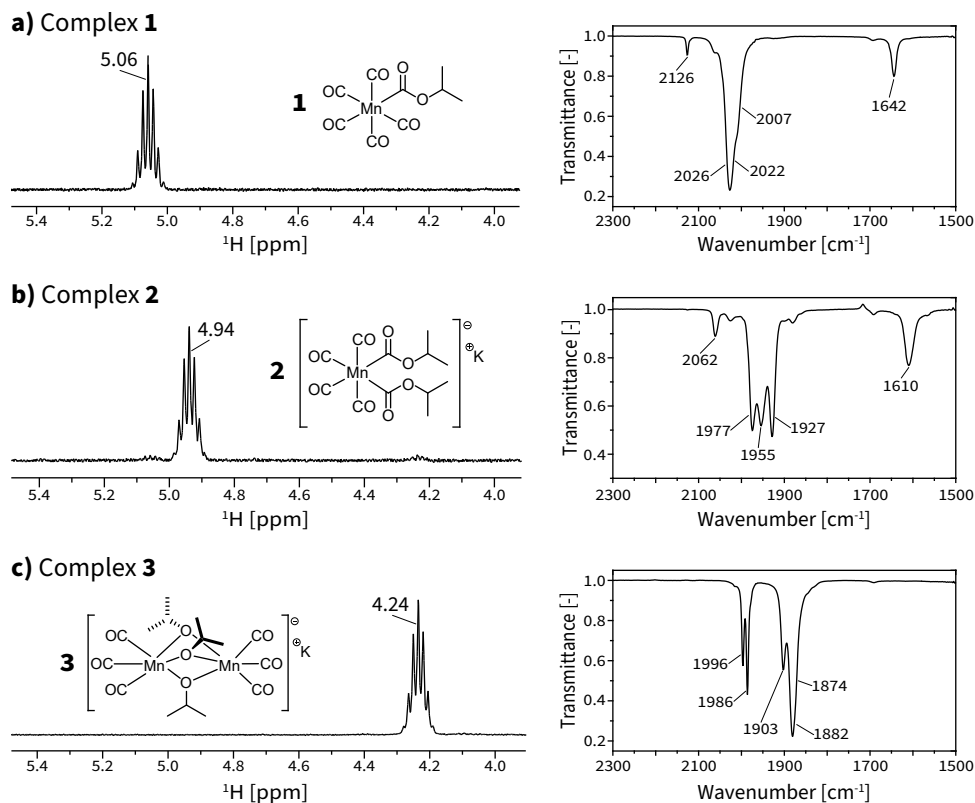 a) Complex 1
5.06
1
CO
OC
Mn
O
O
OC
CO
CO
5.4 5.2 5.0 4.8 4.6 4.4 4.2 4.0
¹H [ppm]
Transmittance [-]
1.0
0.8
0.6
0.4
0.2
2126
2026
2022
2007
1642
2300 2100 1900 1700 1500
Wavenumber [cm⁻¹]
b) Complex 2
4.94
2
CO
O
OC
Mn
O
OC
O
CO
O
⊖
⊕K
5.4 5.2 5.0 4.8 4.6 4.4 4.2 4.0
¹H [ppm]
Transmittance [-]
1.0
0.8
0.6
0.4
2062
1977
1955
1927
1610
2300 2100 1900 1700 1500
Wavenumber [cm⁻¹]
c) Complex 3
4.24
3
OC
O
CO
OC
Mn
O
Mn
CO
OC
O
CO
⊖
⊕K
5.4 5.2 5.0 4.8 4.6 4.4 4.2 4.0
¹H [ppm]
Transmittance [-]
1.0
0.8
0.6
0.4
0.2
1996
1986
1903
1874
1882
2300 2100 1900 1700 1500
Wavenumber [cm⁻¹]